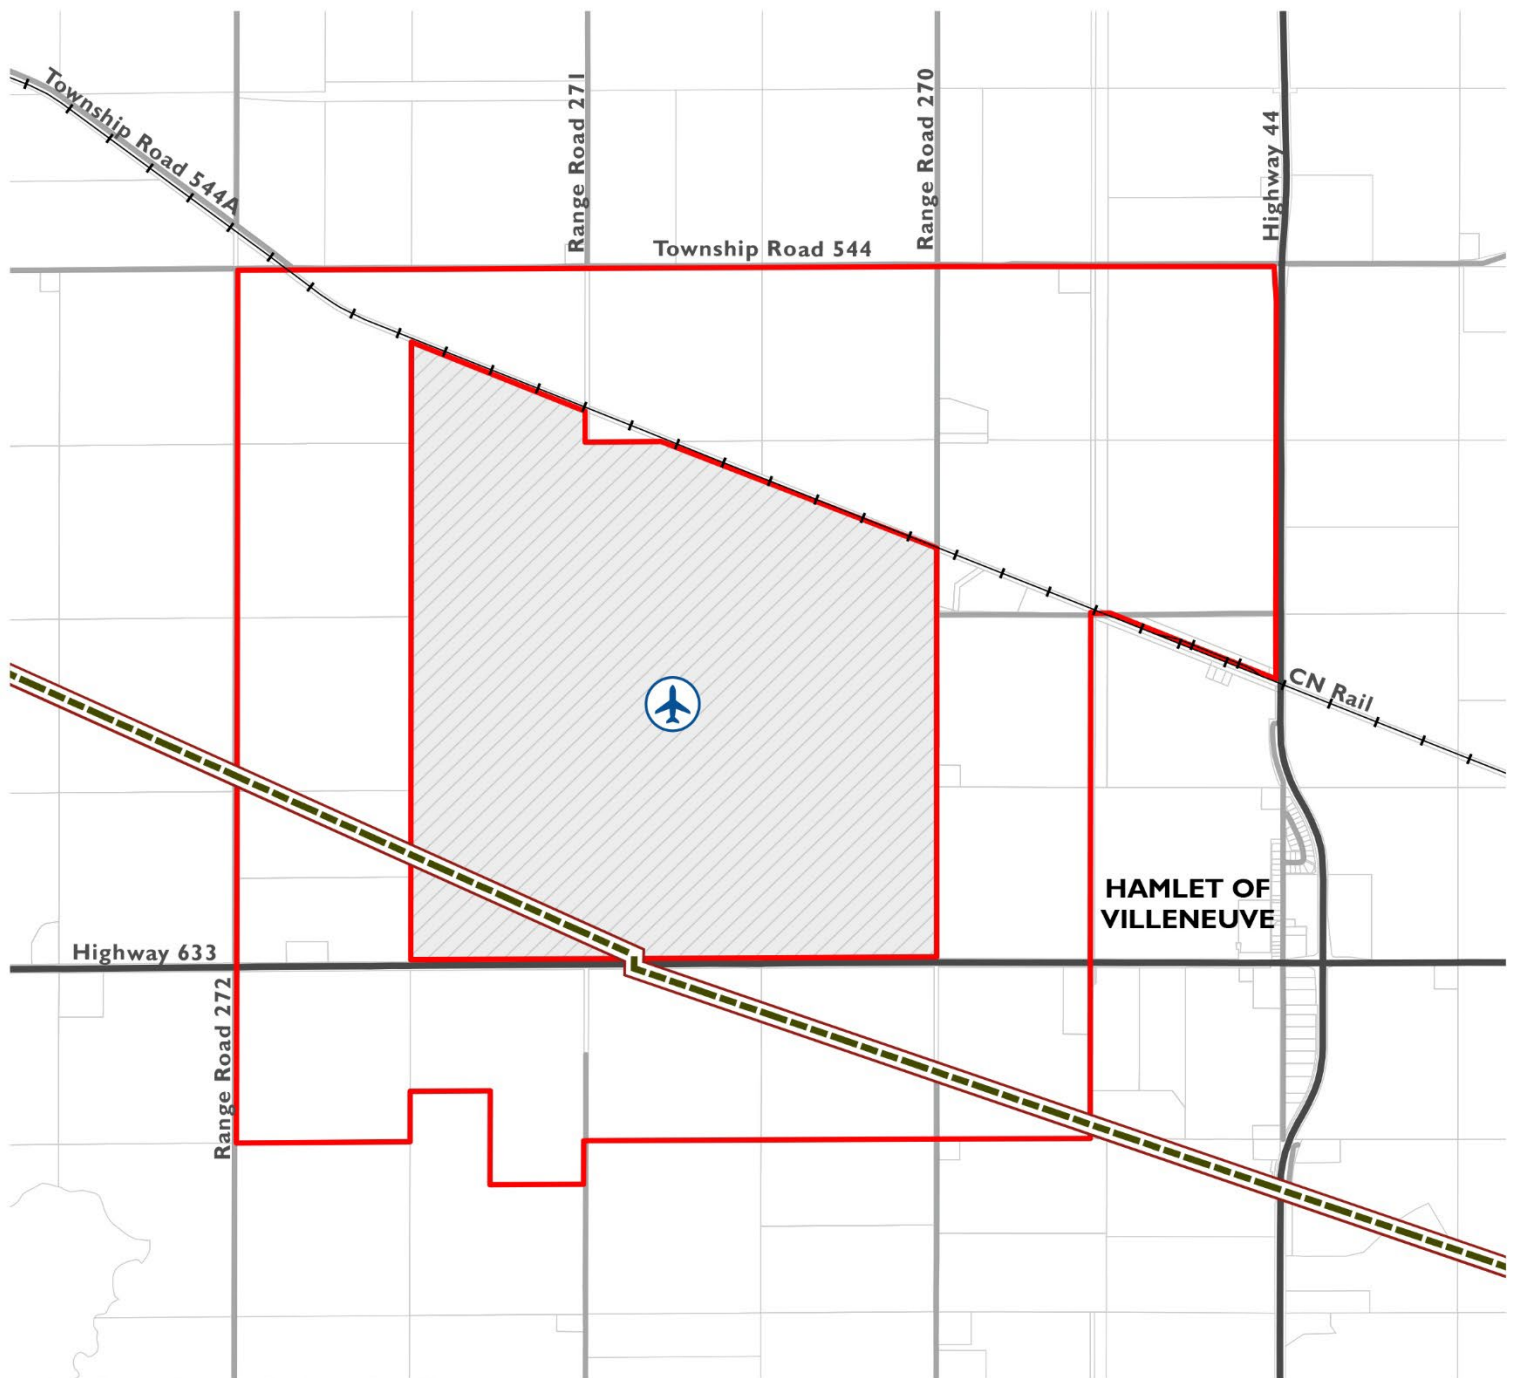 Township Road 544A
Range Road 271
Range Road 270
Highway 44
Township Road 544
CN Rail
HAMLET OF
VILLENEUVE
Highway 633
Range Road 272